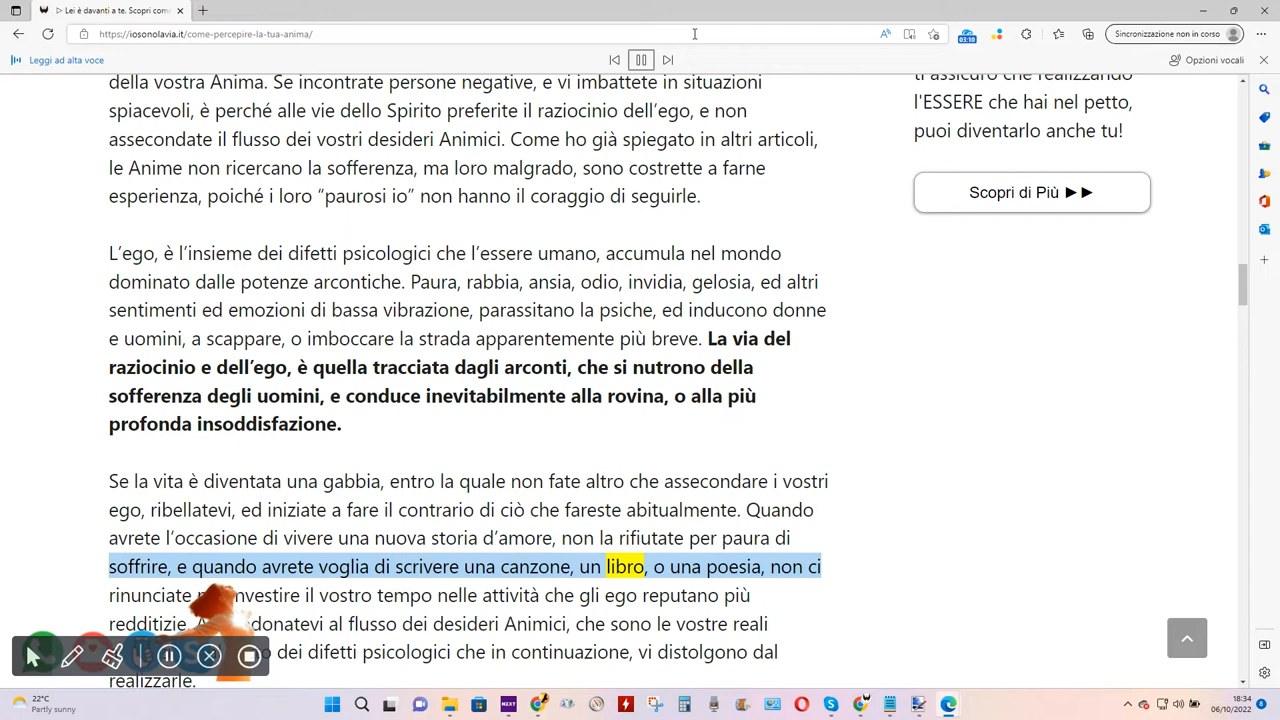 ▷ Lei è davanti a te. Scopri come
https://iosonolavia.it/come-percepire-la-tua-anima/
03:10
Sincronizzazione non in corso
Leggi ad alta voce
Opzioni vocali
della vostra Anima. Se incontrate persone negative, e vi imbattete in situazioni
spiacevoli, è perché alle vie dello Spirito preferite il raziocinio dell'ego, e non
assecondate il flusso dei vostri desideri Animici. Come ho già spiegato in altri articoli,
le Anime non ricercano la sofferenza, ma loro malgrado, sono costrette a farne
esperienza, poiché i loro “paurosi io” non hanno il coraggio di seguirle.
L'ego, è l'insieme dei difetti psicologici che l'essere umano, accumula nel mondo
dominato dalle potenze arcontiche. Paura, rabbia, ansia, odio, invidia, gelosia, ed altri
sentimenti ed emozioni di bassa vibrazione, parassitano la psiche, ed inducono donne
e uomini, a scappare, o imboccare la strada apparentemente più breve. La via del
raziocinio e dell'ego, è quella tracciata dagli arconti, che si nutrono della
sofferenza degli uomini, e conduce inevitabilmente alla rovina, o alla più
profonda insoddisfazione.
Se la vita è diventata una gabbia, entro la quale non fate altro che assecondare i vostri
ego, ribellatevi, ed iniziate a fare il contrario di ciò che fareste abitualmente. Quando
avrete l'occasione di vivere una nuova storia d'amore, non la rifiutate per paura di
soffrire, e quando avrete voglia di scrivere una canzone, un libro, o una poesia, non ci
rinunciate investire il vostro tempo nelle attività che gli ego reputano più
redditizie. donatevi al flusso dei desideri Animici, che sono le vostre reali
dei difetti psicologici che in continuazione, vi distolgono dal
realizzarle.
ti assicuro che realizzando
l'ESSERE che hai nel petto,
puoi diventarlo anche tu!
Scopri di Più ►►
22°C
Partly sunny
NEXT
18:34
06/10/2022